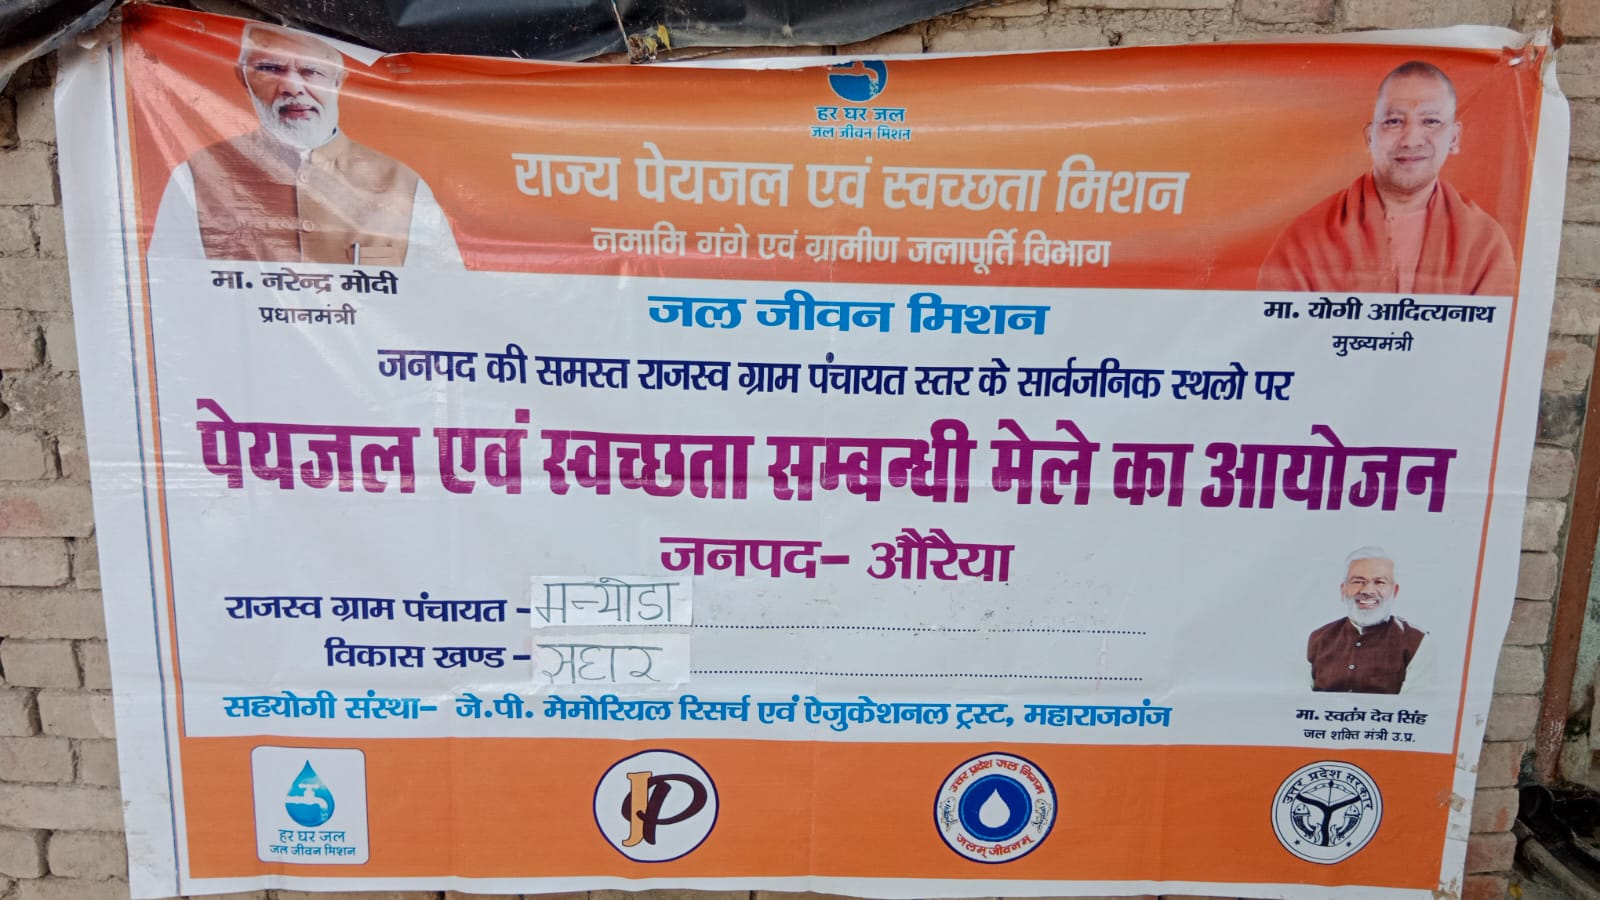 हर घर जल
जल जीवन मिशन
राज्य पेयजल एवं स्वच्छता मिशन
नमामि गंगे एवं ग्रामीण जलापूर्ति विभाग
मा. नरेन्द्र मोदी
प्रधानमंत्री
मा. योगी आदित्यनाथ
मुख्यमंत्री
जल जीवन मिशन
जनपद की समस्त राजस्व ग्राम पंचायत स्तर के सार्वजनिक स्थलो पर
पेयजल एवं स्वच्छता सम्बन्धी मेले का आयोजन
जनपद- औरैया
राजस्व ग्राम पंचायत - मन्योडा
विकास खण्ड - सहार
सहयोगी संस्था- जे.पी. मेमोरियल रिसर्च एवं ऐजुकेशनल ट्रस्ट, महाराजगंज
मा. स्वतंत्र देव सिंह
जल शक्ति मंत्री उ.प्र.
हर घर जल
जल जीवन मिशन
JP
उत्तर प्रदेश जल निगम
जलम् जीवनम्
उत्तर प्रदेश सरकार